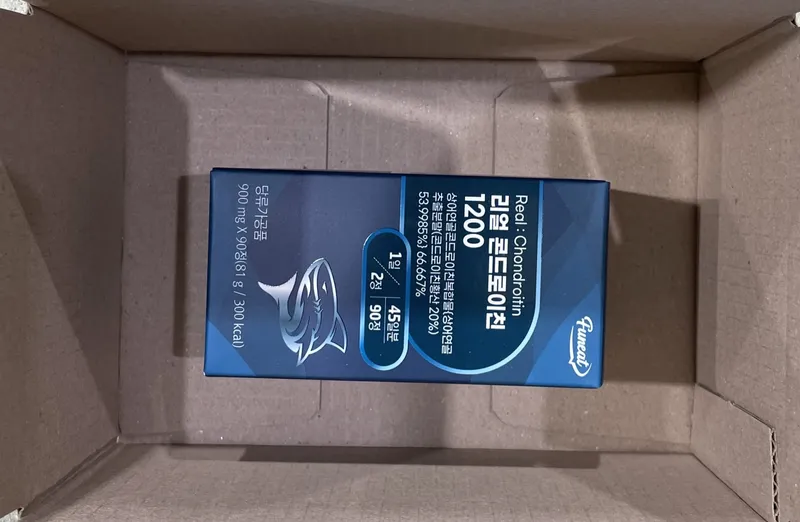 Funeat
Real : Chondroitin
리얼 콘드로이친
1200
상어연골콘드로이친복합물(상어연골
추출분말(콘드로이친황산 20%)
53.9985%) 66.667%
1일/2정
45일분
90정
당류가공품
900 mg X 90정(81 g / 300 kcal)